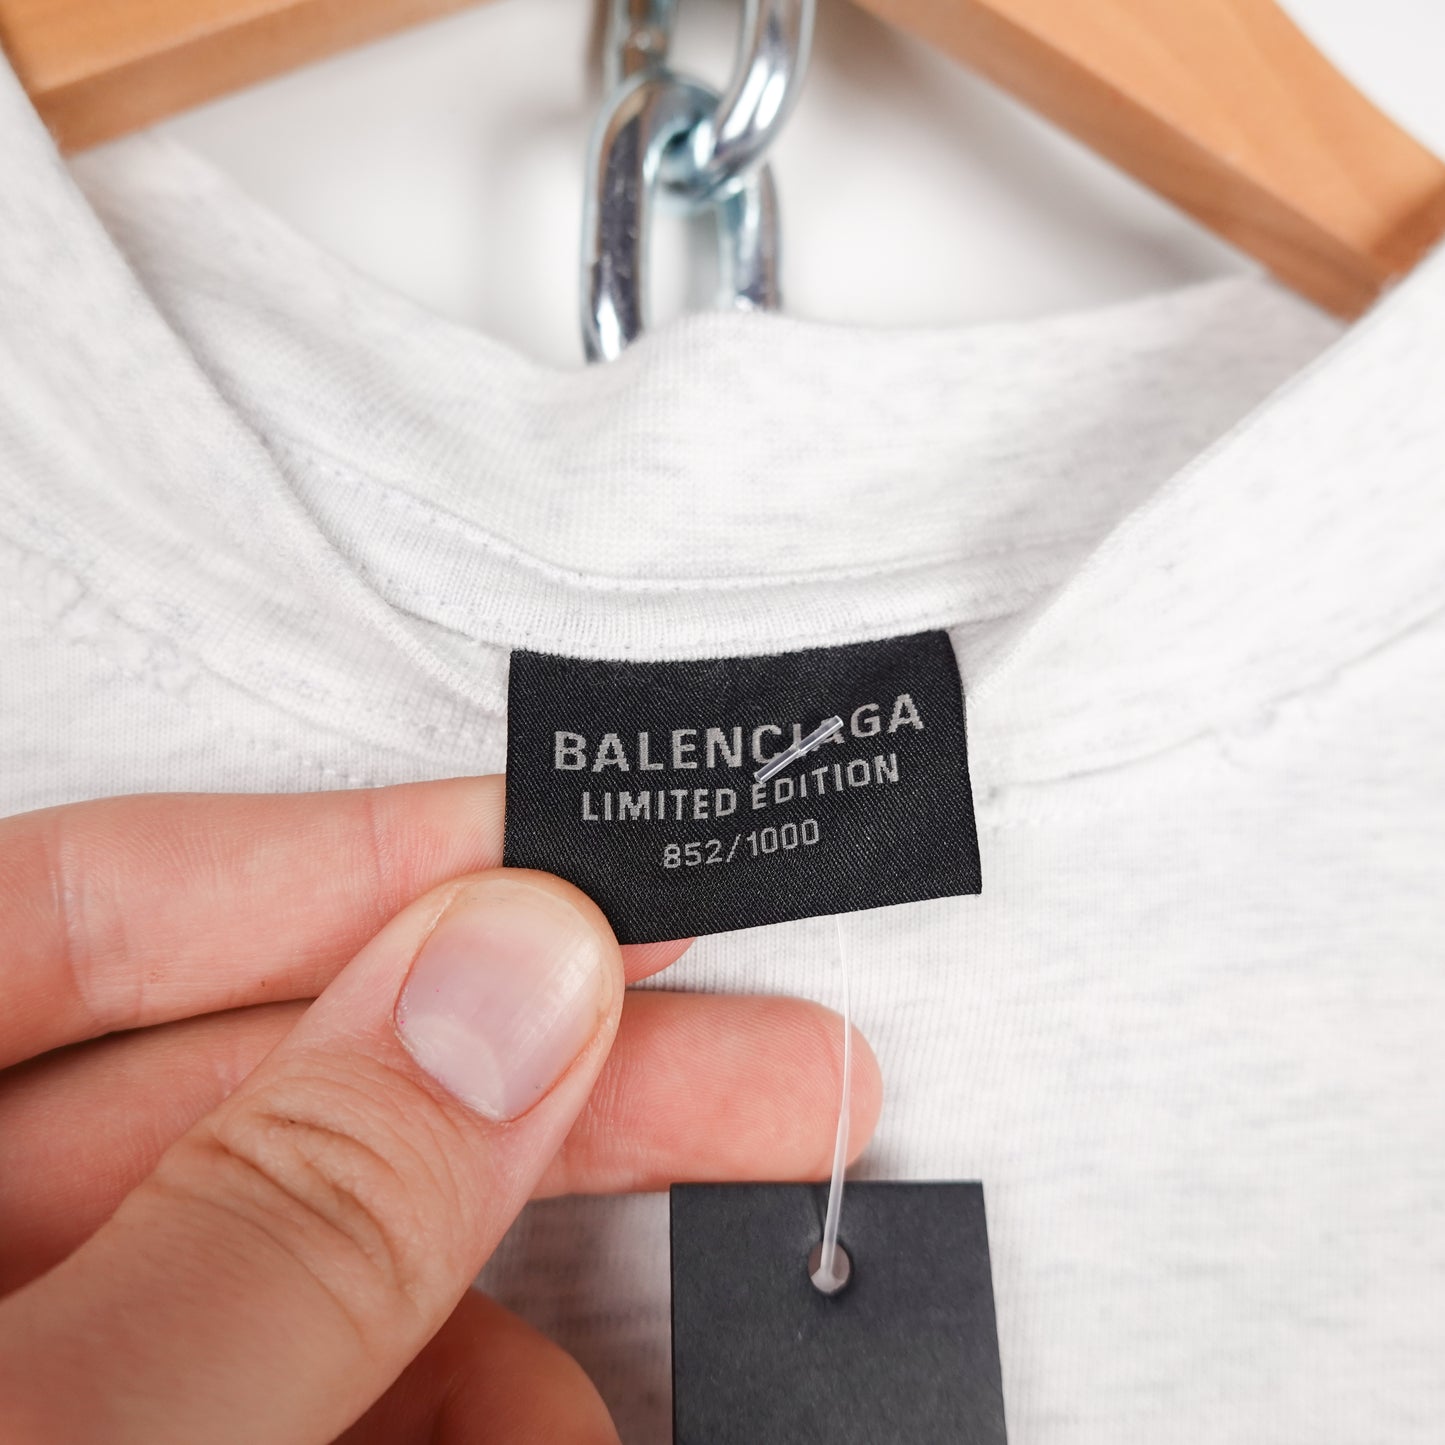 BALENCIAGA
LIMITED EDITION
852/1000